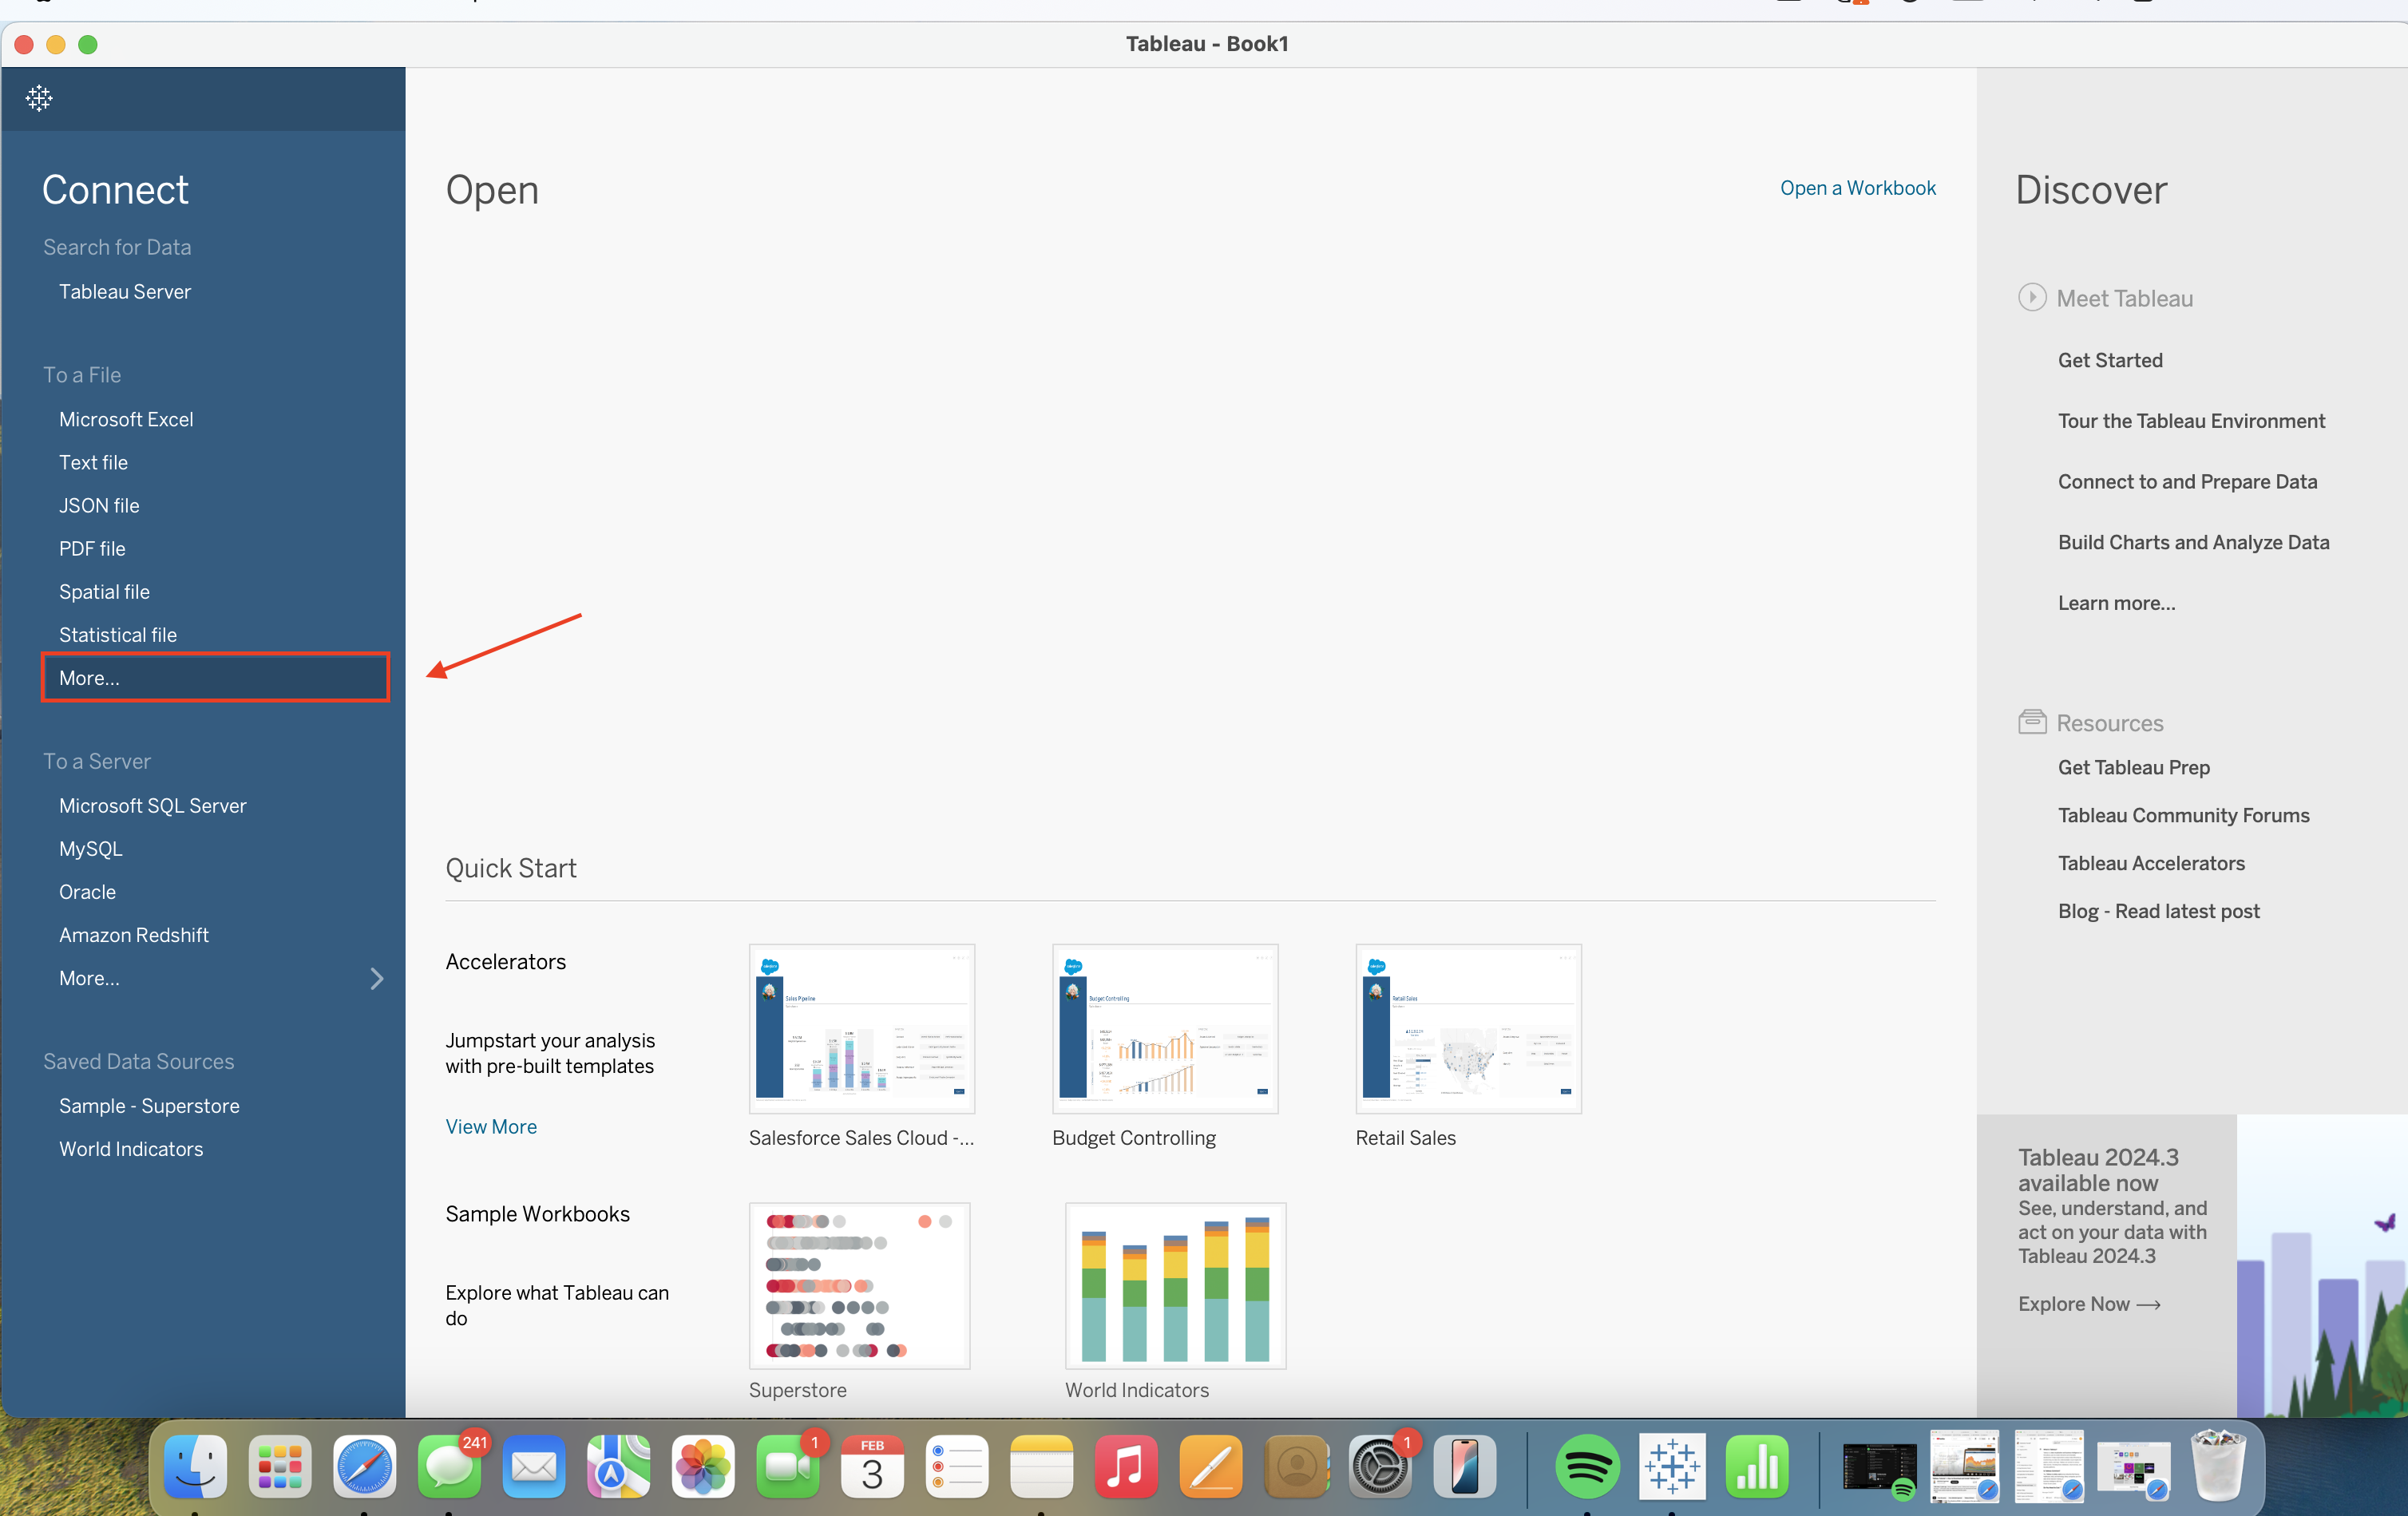 Tableau - Book1
Connect
Search for Data
Tableau Server
To a File
Microsoft Excel
Text file
JSON file
PDF file
Spatial file
Statistical file
More...
To a Server
Microsoft SQL Server
MySQL
Oracle
Amazon Redshift
More...
Saved Data Sources
Sample - Superstore
World Indicators
Open
Open a Workbook
Quick Start
Accelerators
Jumpstart your analysis
with pre-built templates
View More
Sales Pipeline
Salesforce Sales Cloud -...
Budget Controlling
Budget Controlling
Retail Sales
Retail Sales
Sample Workbooks
Explore what Tableau can
do
Superstore
World Indicators
Discover
Meet Tableau
Get Started
Tour the Tableau Environment
Connect to and Prepare Data
Build Charts and Analyze Data
Learn more...
Resources
Get Tableau Prep
Tableau Community Forums
Tableau Accelerators
Blog - Read latest post
Tableau 2024.3
available now
See, understand, and
act on your data with
Tableau 2024.3
Explore Now →
241
1
FEB
3
1